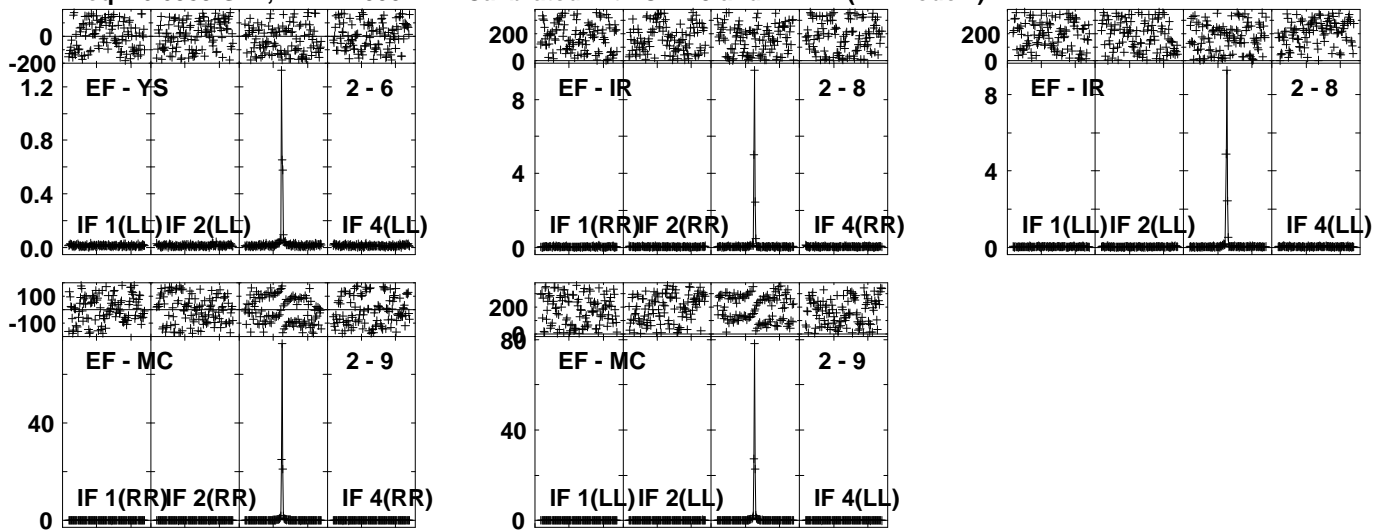 0
-200
1.2
0.8
0.4
0.0
EF - YS 2 - 6
IF 1(LL) IF 2(LL) IF 4(LL)
200
0
8
4
0
EF - IR 2 - 8
IF 1(RR) IF 2(RR) IF 4(RR)
200
0
8
4
0
EF - IR 2 - 8
IF 1(LL) IF 2(LL) IF 4(LL)
100
-100
40
0
EF - MC 2 - 9
IF 1(RR) IF 2(RR) IF 4(RR)
200
0
80
40
0
EF - MC 2 - 9
IF 1(LL) IF 2(LL) IF 4(LL)